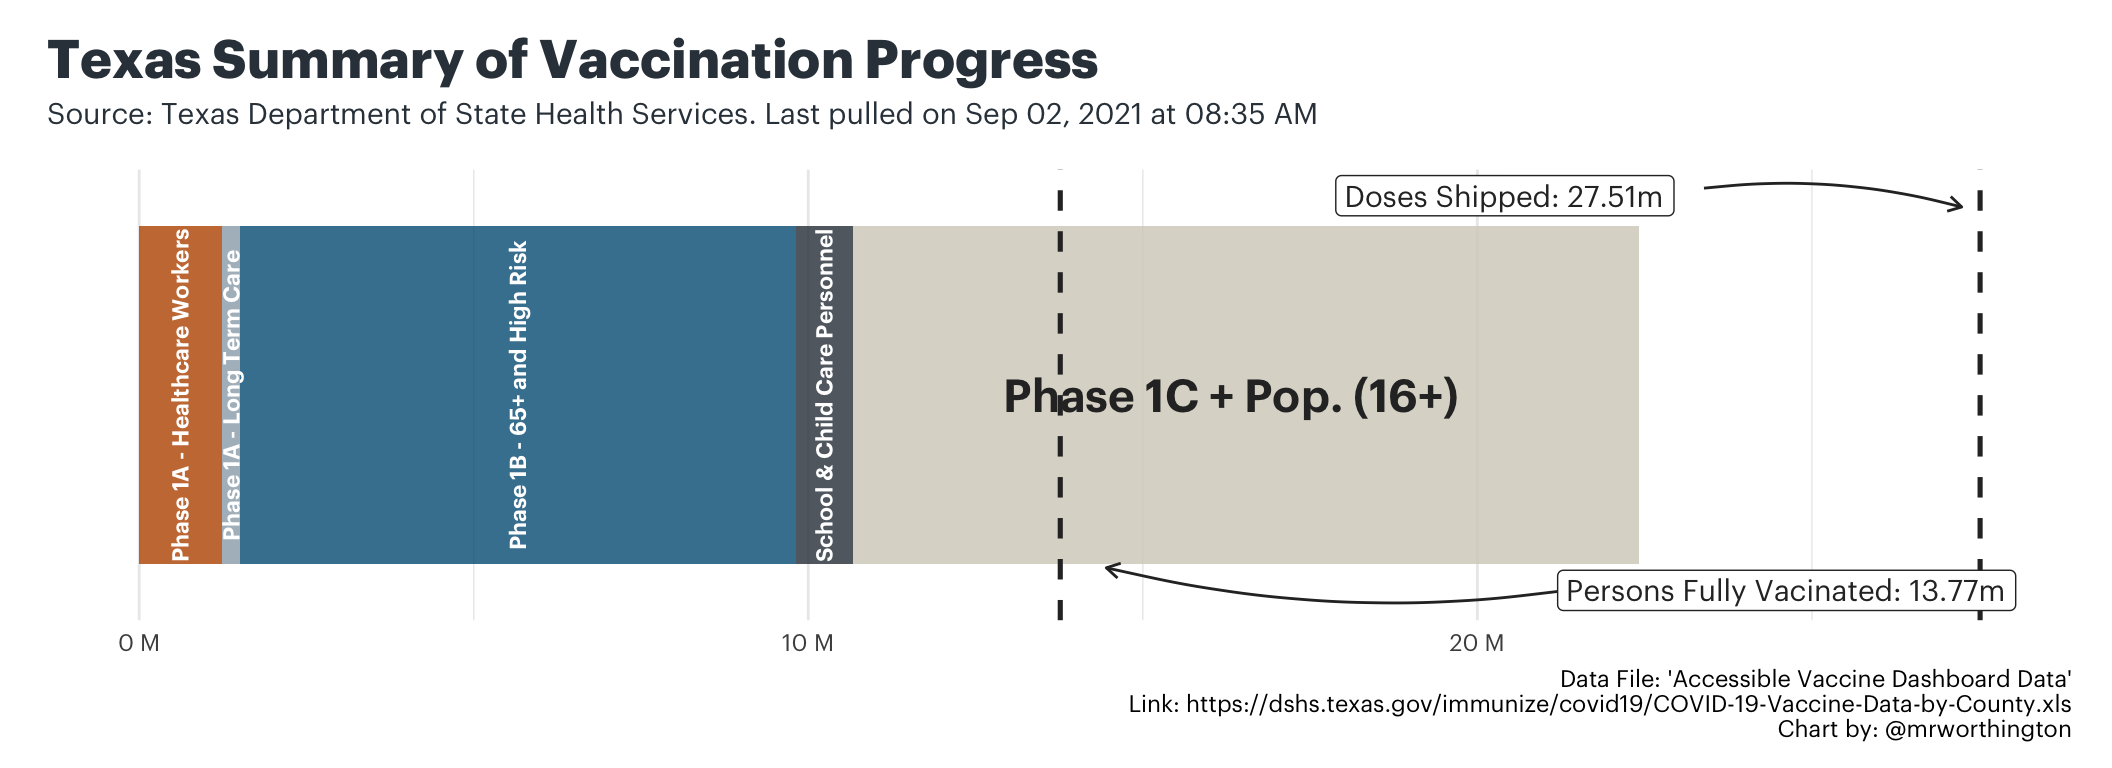 Texas Summary of Vaccination Progress
Source: Texas Department of State Health Services. Last pulled on Sep 02, 2021 at 08:35 AM
Doses Shipped: 27.51m
Phase 1A - Healthcare Workers
Phase 1A - Long Term Care
Phase 1B - 65+ and High Risk
School & Child Care Personnel
Phase 1C + Pop. (16+)
Persons Fully Vacinated: 13.77m
0 M
10 M
20 M
Data File: 'Accessible Vaccine Dashboard Data'
Link: https://dshs.texas.gov/immunize/covid19/COVID-19-Vaccine-Data-by-County.xls
Chart by: @mrworthington